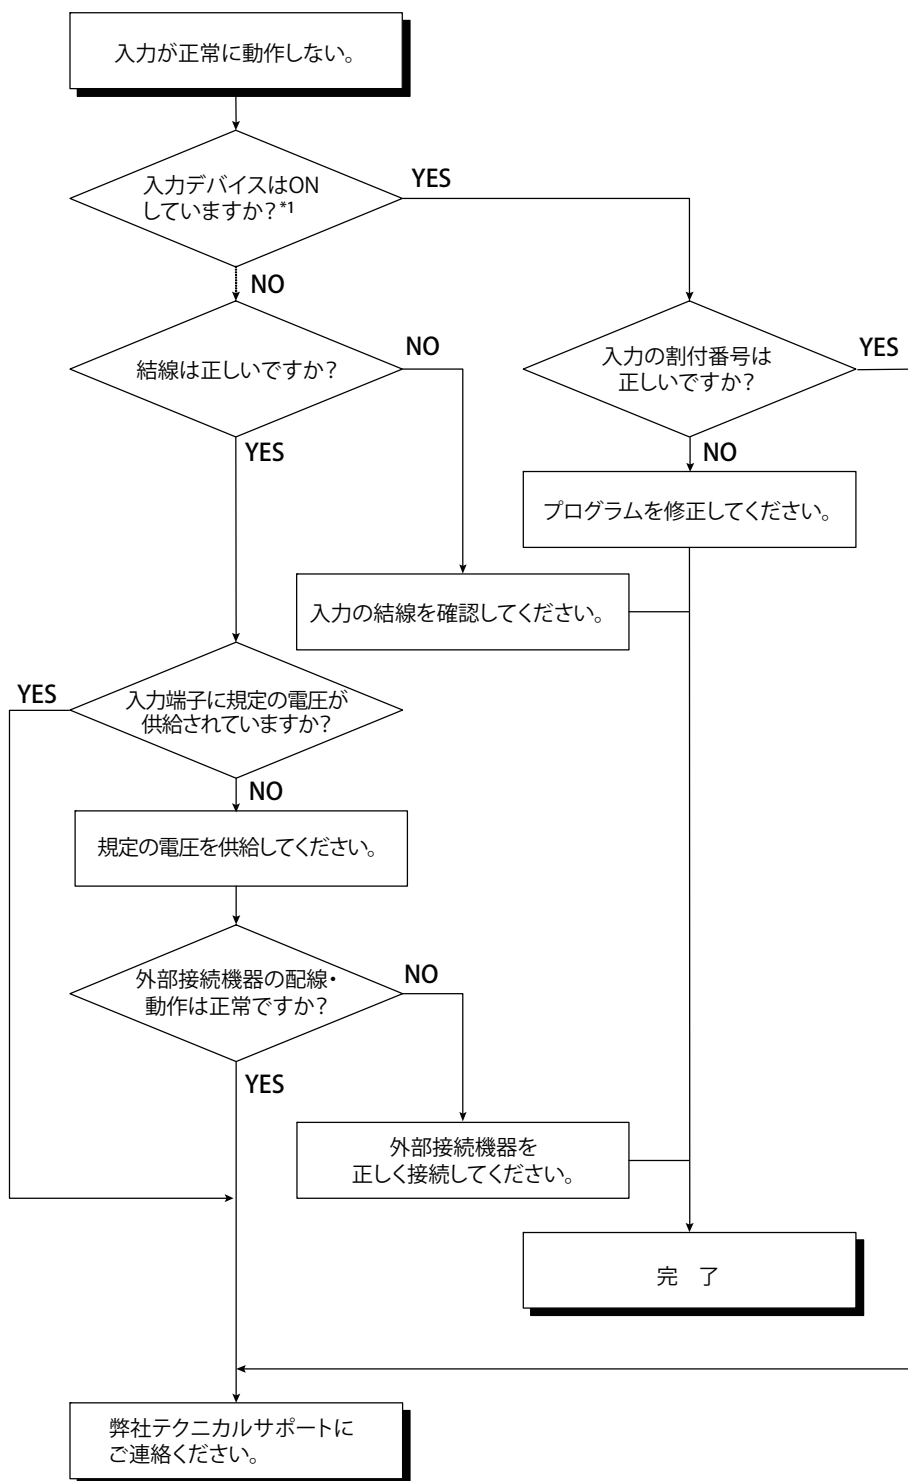 入力が正常に動作しない。
入力デバイスはON
していますか？*1
YES
NO
結線は正しいですか？
NO
入力の割付番号は
正しいですか？
YES
YES
NO
プログラムを修正してください。
入力の結線を確認してください。
YES
入力端子に規定の電圧が
供給されていますか？
NO
規定の電圧を供給してください。
外部接続機器の配線・
動作は正常ですか？
NO
YES
外部接続機器を
正しく接続してください。
完　了
弊社テクニカルサポートに
ご連絡ください。